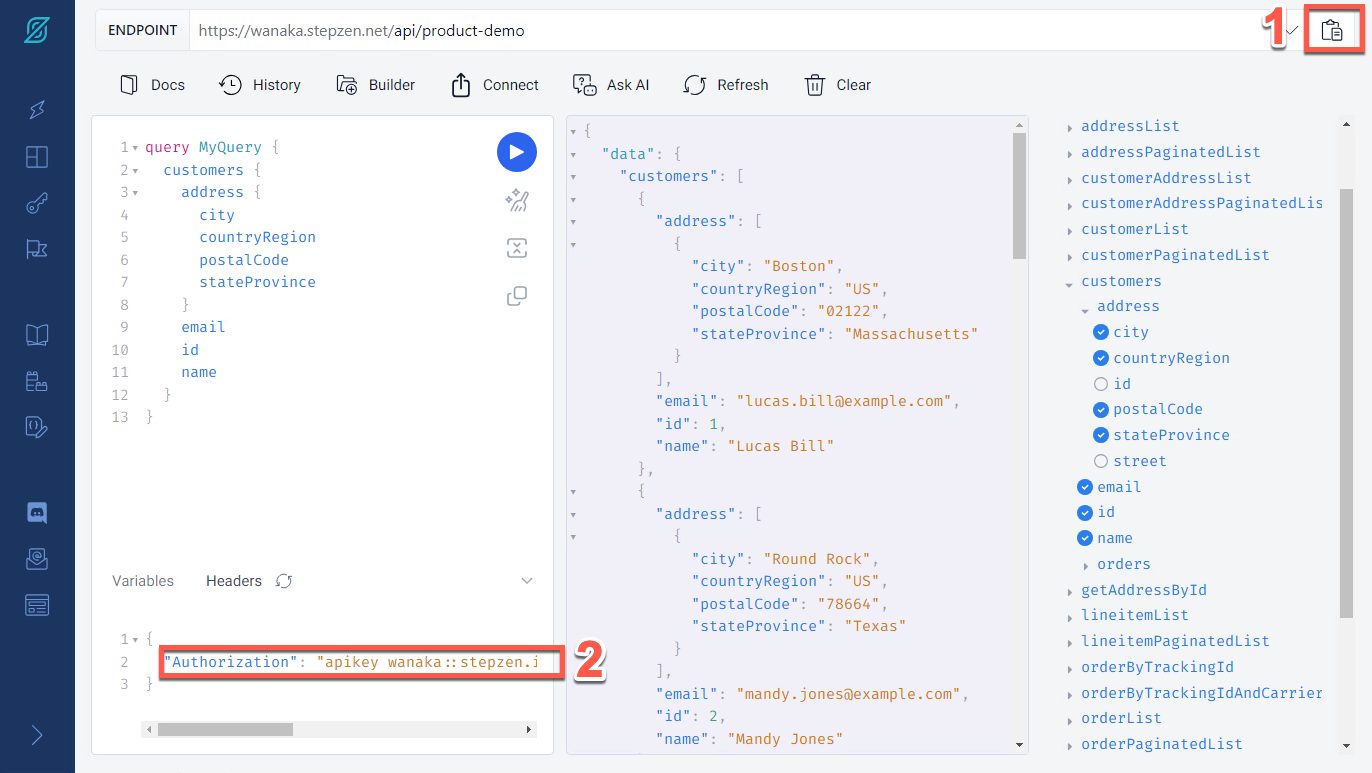 ENDPOINT https://wanaka.stepzen.net/api/product-demo 1
Docs History Builder Connect Ask AI Refresh Clear
1 query MyQuery {
2 customers {
3 address {
4 city
5 countryRegion
6 postalCode
7 stateProvince
8 }
9 email
10 id
11 name
12 }
13 }
Variables Headers
1 {
2 "Authorization": "apikey wanaka::stepzen.i 2
3 }
{
"data": {
"customers": [
{
"address": [
{
"city": "Boston",
"countryRegion": "US",
"postalCode": "02122",
"stateProvince": "Massachusetts"
}
],
"email": "lucas.bill@example.com",
"id": 1,
"name": "Lucas Bill"
},
{
"address": [
{
"city": "Round Rock",
"countryRegion": "US",
"postalCode": "78664",
"stateProvince": "Texas"
}
],
"email": "mandy.jones@example.com",
"id": 2,
"name": "Mandy Jones"
addressList
addressPaginatedList
customerAddressList
customerAddressPaginatedLis
customerList
customerPaginatedList
customers
address
city
countryRegion
id
postalCode
stateProvince
street
email
id
name
orders
getAddressById
lineitemList
lineitemPaginatedList
orderByTrackingId
orderByTrackingIdAndCarrier
orderList
orderPaginatedList